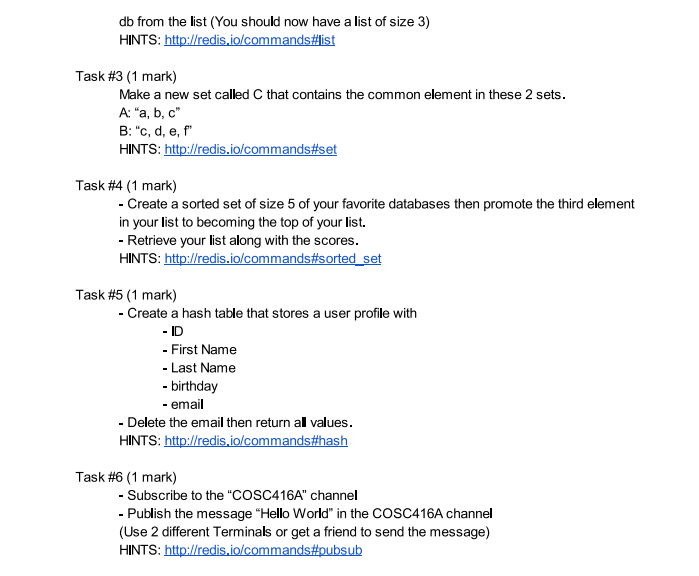 db from the list (You should now have a list of size 3)
HINTS: http://redis.io/commands#list
Task #3 (1 mark)
Make a new set called C that contains the common element in these 2 sets.
A: “a, b, c”
B: “c, d, e, f”
HINTS: http://redis.io/commands#set
Task #4 (1 mark)
- Create a sorted set of size 5 of your favorite databases then promote the third element
in your list to becoming the top of your list.
- Retrieve your list along with the scores.
HINTS: http://redis.io/commands#sorted_set
Task #5 (1 mark)
- Create a hash table that stores a user profile with
- ID
- First Name
- Last Name
- birthday
- email
- Delete the email then return all values.
HINTS: http://redis.io/commands#hash
Task #6 (1 mark)
- Subscribe to the “COSC416A” channel
- Publish the message “Hello World” in the COSC416A channel
(Use 2 different Terminals or get a friend to send the message)
HINTS: http://redis.io/commands#pubsub